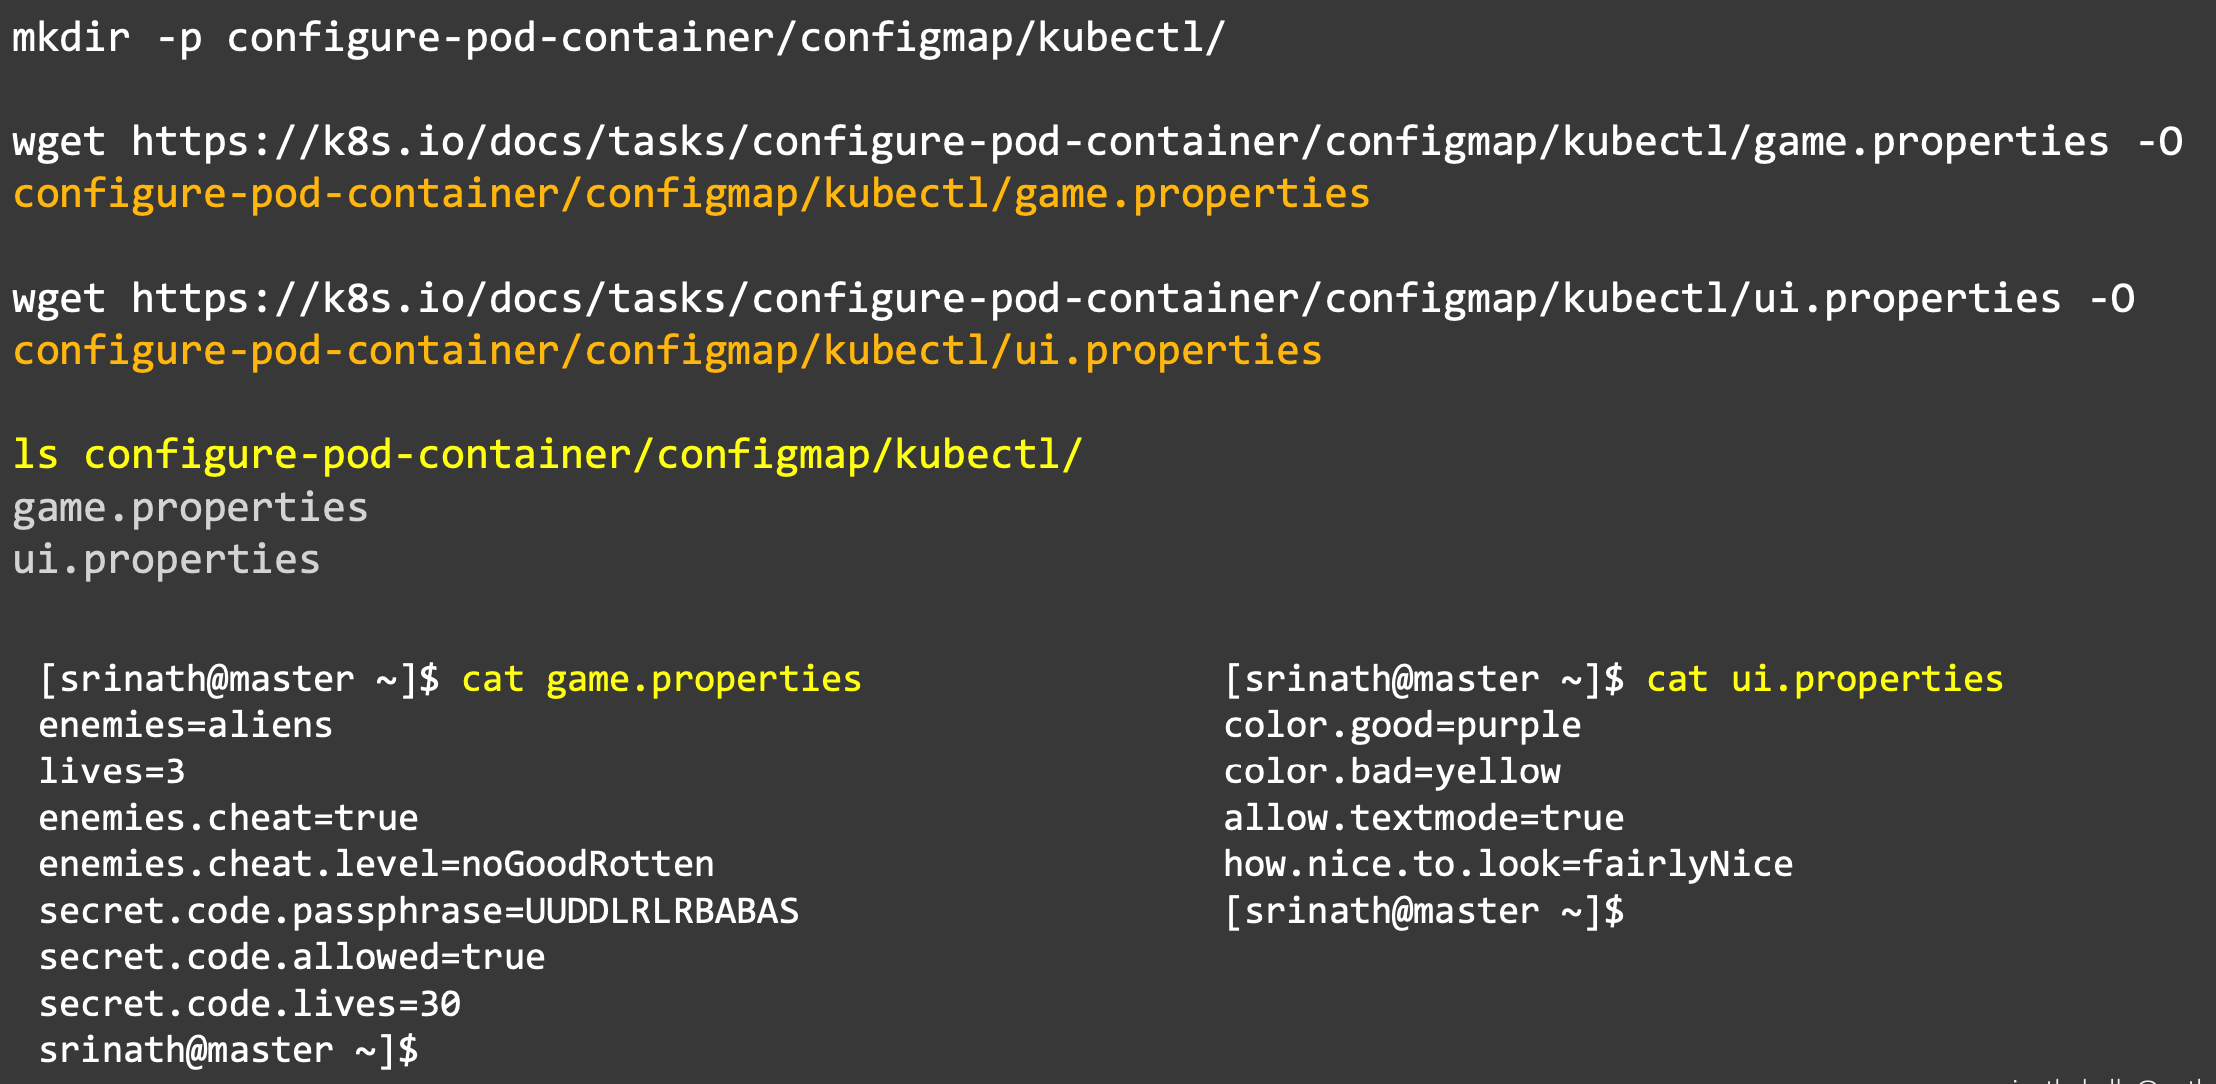 mkdir -p configure-pod-container/configmap/kubectl/
wget https://k8s.io/docs/tasks/configure-pod-container/configmap/kubectl/game.properties -O
configure-pod-container/configmap/kubectl/game.properties
wget https://k8s.io/docs/tasks/configure-pod-container/configmap/kubectl/ui.properties -O
configure-pod-container/configmap/kubectl/ui.properties
ls configure-pod-container/configmap/kubectl/
game.properties
ui.properties
[srinath@master ~]$ cat game.properties
enemies=aliens
lives=3
enemies.cheat=true
enemies.cheat.level=noGoodRotten
secret.code.passphrase=UUDDLRLRBABAS
secret.code.allowed=true
secret.code.lives=30
srinath@master ~]$
[srinath@master ~]$ cat ui.properties
color.good=purple
color.bad=yellow
allow.textmode=true
how.nice.to.look=fairlyNice
[srinath@master ~]$